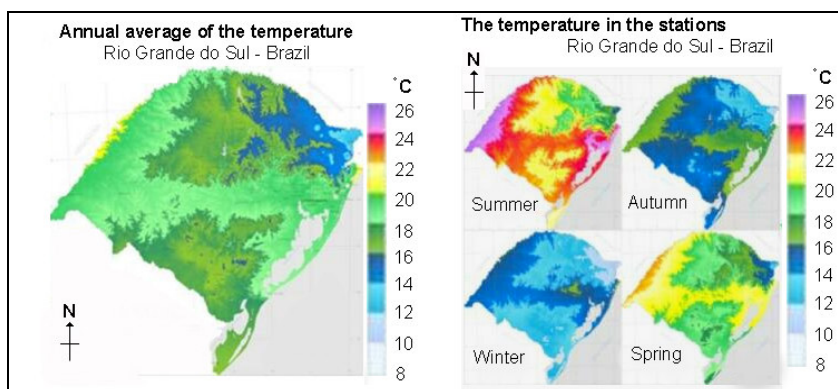 Annual average of the temperature
Rio Grande do Sul - Brazil
°C
26
24
22
20
18
16
14
12
10
8
N
The temperature in the stations
Rio Grande do Sul - Brazil
N
°C
26
24
22
20
18
16
14
12
10
8
Summer
Autumn
Winter
Spring